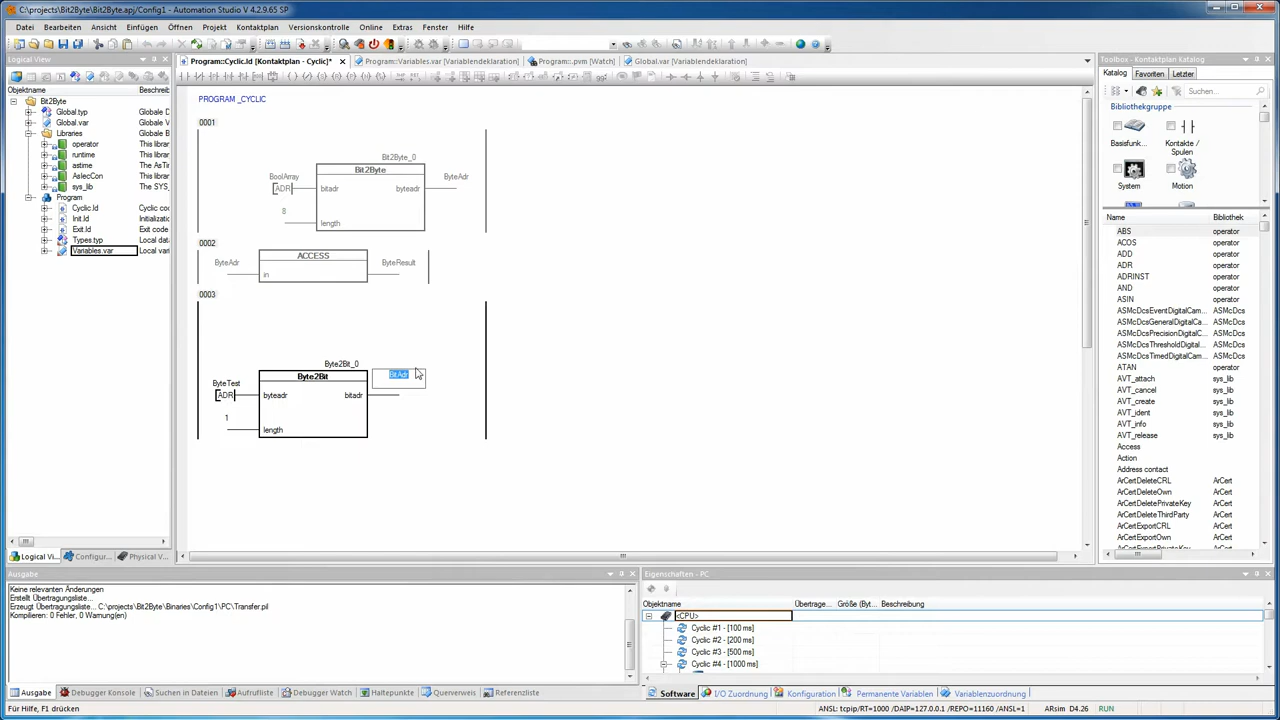 C:\projects\Bit2Byte\Bit2Byte.apj/Config1 - Automation Studio V 4.2.9.65 SP
Datei Bearbeiten Ansicht Einfügen Öffnen Projekt Kontaktplan Versionskontrolle Online Extras Fenster Hilfe
Logical View
Objektname Beschreib
Bit2Byte
Global.typ Globale D
Global.var Globale V
Libraries Globale B
operator This librar
runtime This librar
astime The AsTin
AsIecCon This librar
sys_lib The SYS_
Program
Cyclic.ld Cyclic co
Init.ld Initializatio
Exit.ld Exit code
Types.typ Local dat
Variables.var Local vari
Logical Vi... Configur... Physical V...
Program::Cyclic.ld [Kontaktplan - Cyclic]* Program::Variables.var [Variablendeklaration] Program::.pvm [Watch] Global.var [Variablendeklaration]
PROGRAM _CYCLIC
0001
Bit2Byte_0
BoolArray Bit2Byte ByteAdr
ADR bitadr byteadr
8
length
0002
ByteAdr ACCESS ByteResult
in
0003
Byte2Bit_0
ByteTest Byte2Bit BitAdr
ADR byteadr bitadr
1
length
Toolbox - Kontaktplan Katalog
Katalog Favoriten Letzter
Suchen...
Bibliothekgruppe
Basisfunk... Kontakte / Spulen
System Motion
Name Bibliothek
ABS operator
ACOS operator
ADD operator
ADR operator
ADRINST operator
AND operator
ASIN operator
ASMcDcsEventDigitalCam... ASMcDcs
ASMcDcsGeneralDigitalCa... ASMcDcs
ASMcDcsPrecisionDigitalC... ASMcDcs
ASMcDcsThresholdDigital... ASMcDcs
ASMcDcsTimedDigitalCam... ASMcDcs
ATAN operator
AVT_attach sys_lib
AVT_cancel sys_lib
AVT_create sys_lib
AVT_ident sys_lib
AVT_info sys_lib
AVT_release sys_lib
Access
Action
Address contact
ArCertDeleteCRL ArCert
ArCertDeleteOwn ArCert
ArCertDeletePrivateKey ArCert
ArCertDeleteThirdParty ArCert
ArCertExportCRL ArCert
ArCertExportOwn ArCert
ArCertExportPrivateKey ArCert
Ausgabe
Keine relevanten Änderungen
Erstellt Übertragungsliste...
Erzeugt Übertragungsliste... C:\projects\Bit2Byte\Binaries\Config1\PC\Transfer.pil
Kompilieren: 0 Fehler, 0 Warnung(en)
Ausgabe Debugger Konsole Suchen in Dateien Aufrufliste Debugger Watch Haltepunkte Querverweis Referenzliste
Eigenschaften - PC
Objektname Übertrage... Größe (Byt... Beschreibung
<CPU>
Cyclic #1 - [100 ms]
Cyclic #2 - [200 ms]
Cyclic #3 - [500 ms]
Cyclic #4 - [1000 ms]
Software I/O Zuordnung Konfiguration Permanente Variablen Variablenzuordnung
Für Hilfe, F1 drücken
ANSL: tcpip/RT=1000 /DAIP=127.0.0.1 /REPO=11160 /ANSL=1 ARsim D4.26 RUN